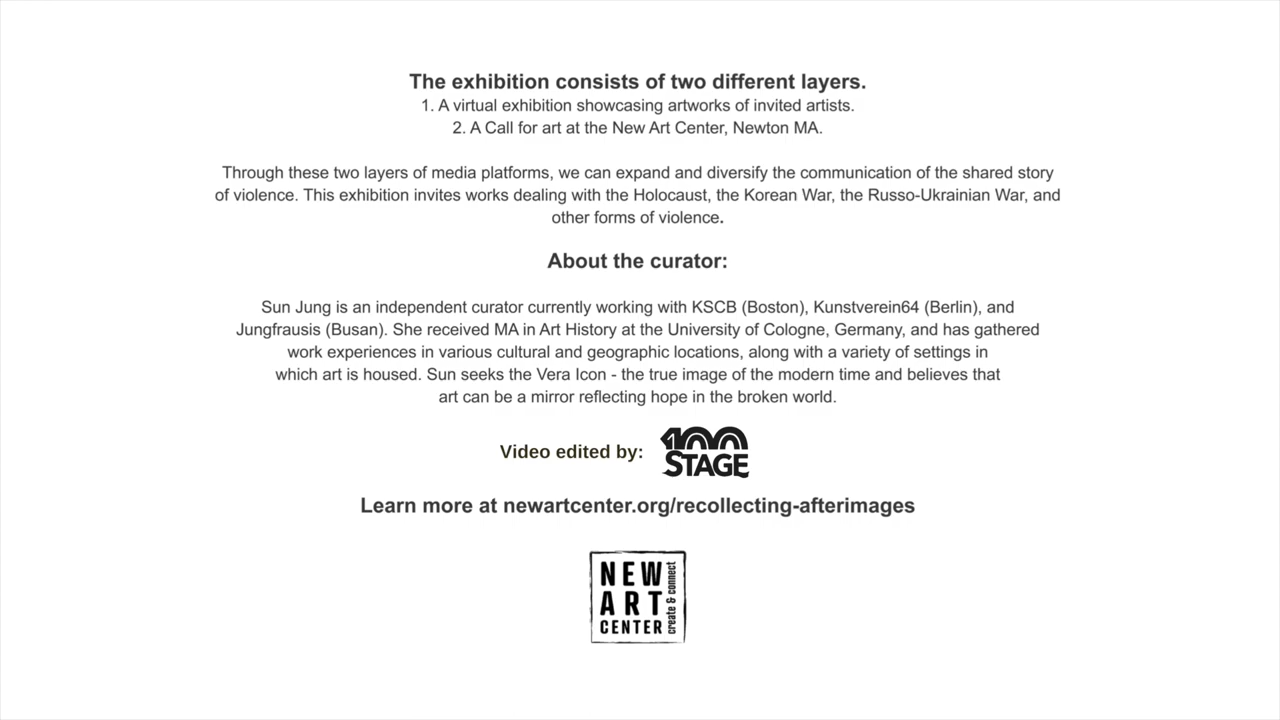 The exhibition consists of two different layers.
1. A virtual exhibition showcasing artworks of invited artists.
2. A Call for art at the New Art Center, Newton MA.
Through these two layers of media platforms, we can expand and diversify the communication of the shared story
of violence. This exhibition invites works dealing with the Holocaust, the Korean War, the Russo-Ukrainian War, and
other forms of violence.
About the curator:
Sun Jung is an independent curator currently working with KSCB (Boston), Kunstverein64 (Berlin), and
Jungfrausis (Busan). She received MA in Art History at the University of Cologne, Germany, and has gathered
work experiences in various cultural and geographic locations, along with a variety of settings in
which art is housed. Sun seeks the Vera Icon - the true image of the modern time and believes that
art can be a mirror reflecting hope in the broken world.
Video edited by:
100
STAGE
Learn more at newartcenter.org/recollecting-afterimages
NEW
ART
CENTER
create & connect